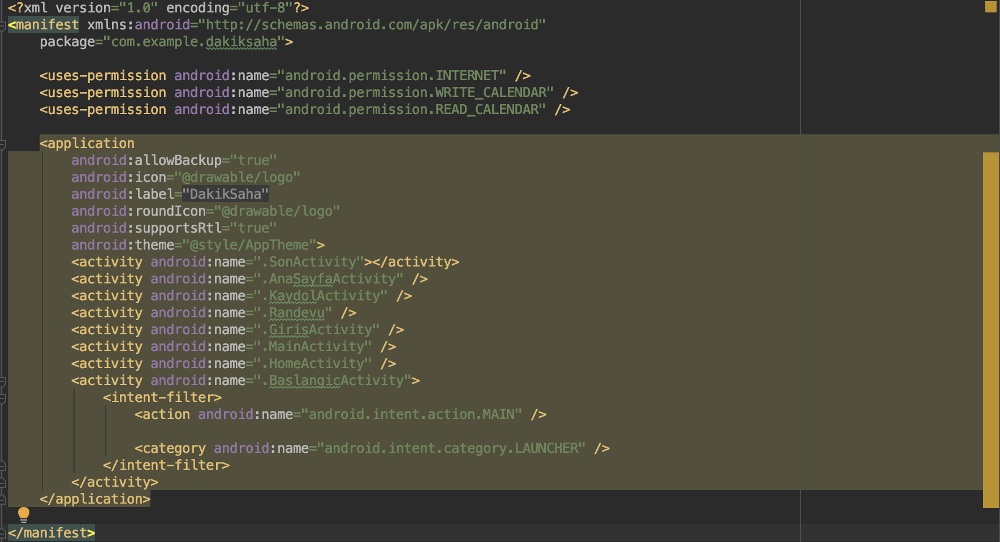 <?xml version="1.0" encoding="utf-8"?>
<manifest xmlns:android="http://schemas.android.com/apk/res/android"
    package="com.example.dakiksaha">

    <uses-permission android:name="android.permission.INTERNET" />
    <uses-permission android:name="android.permission.WRITE_CALENDAR" />
    <uses-permission android:name="android.permission.READ_CALENDAR" />

    <application
        android:allowBackup="true"
        android:icon="@drawable/logo"
        android:label="DakikSaha"
        android:roundIcon="@drawable/logo"
        android:supportsRtl="true"
        android:theme="@style/AppTheme">
        <activity android:name=".SonActivity"></activity>
        <activity android:name=".AnaSayfaActivity" />
        <activity android:name=".KaydolActivity" />
        <activity android:name=".Randevu" />
        <activity android:name=".GirisActivity" />
        <activity android:name=".MainActivity" />
        <activity android:name=".HomeActivity" />
        <activity android:name=".BaslangicActivity">
            <intent-filter>
                <action android:name="android.intent.action.MAIN" />

                <category android:name="android.intent.category.LAUNCHER" />
            </intent-filter>
        </activity>
    </application>

</manifest>